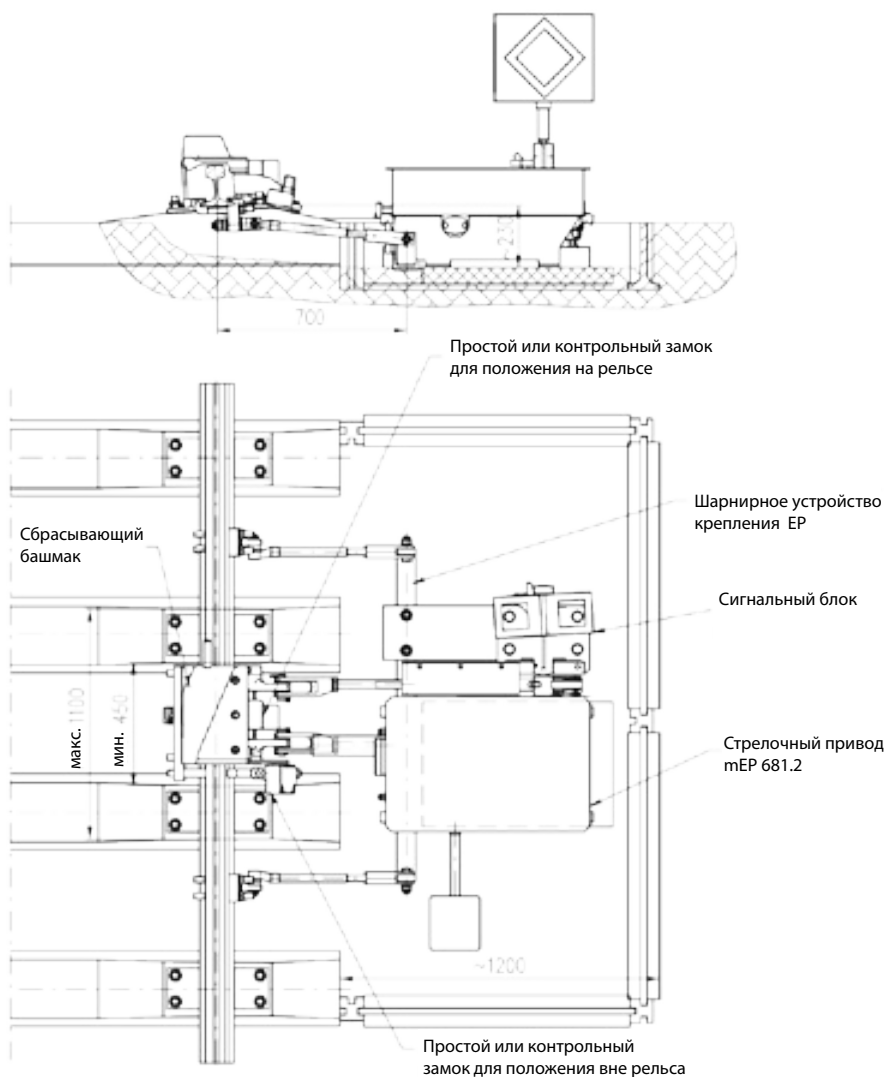 ~230
700
Простой или контрольный замок
для положения на рельсе
Шарнирное устройство
крепления EP
Сбрасывающий
башмак
Сигнальный блок
макс. 1100
мин. 450
Стрелочный привод
mEP 681.2
~1200
Простой или контрольный
замок для положения вне рельса